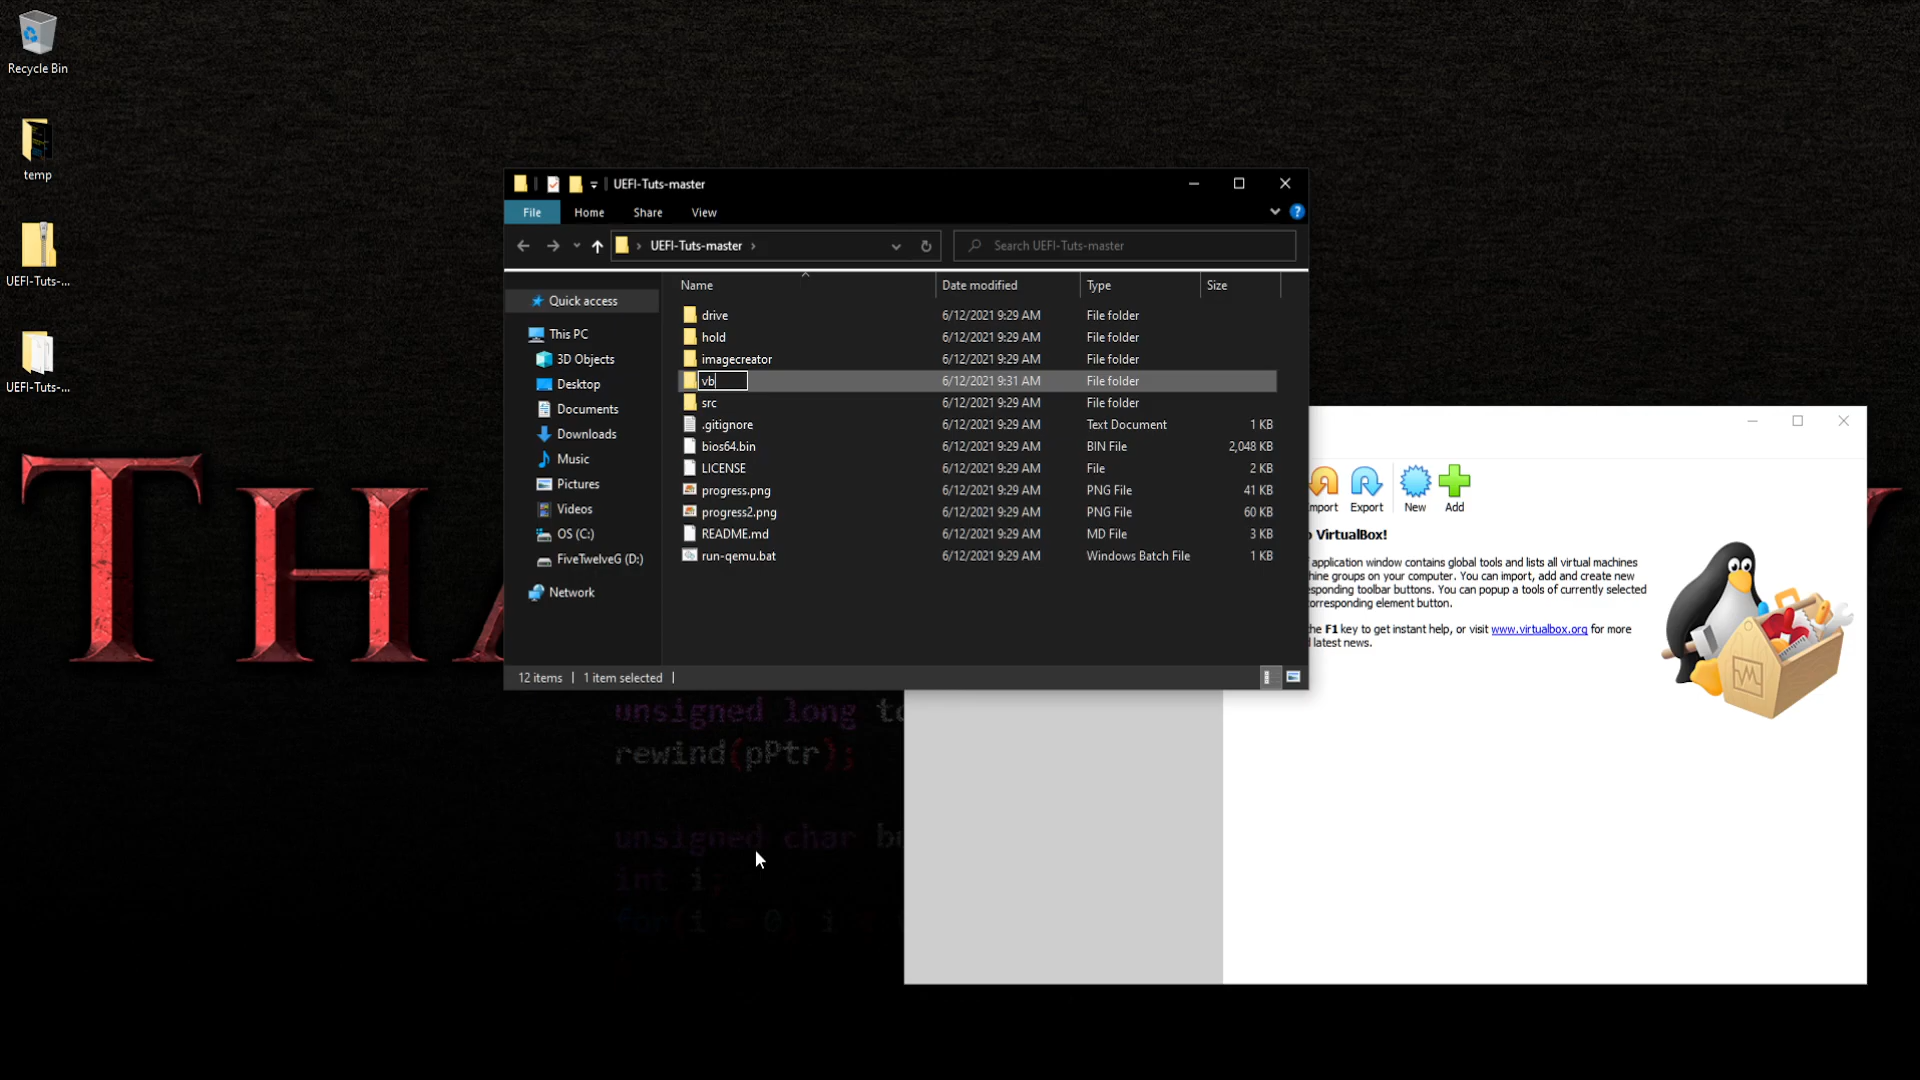 Recycle Bin
temp
UEFI-Tuts-...
UEFI-Tuts-...
THA
UEFI-Tuts-master
File Home Share View
UEFI-Tuts-master
Search UEFI-Tuts-master
Quick access
This PC
3D Objects
Desktop
Documents
Downloads
Music
Pictures
Videos
OS (C:)
FiveTwelveG (D:)
Network
Name Date modified Type Size
drive 6/12/2021 9:29 AM File folder
hold 6/12/2021 9:29 AM File folder
imagecreator 6/12/2021 9:29 AM File folder
vb 6/12/2021 9:31 AM File folder
src 6/12/2021 9:29 AM File folder
.gitignore 6/12/2021 9:29 AM Text Document 1 KB
bios64.bin 6/12/2021 9:29 AM BIN File 2,048 KB
LICENSE 6/12/2021 9:29 AM File 2 KB
progress.png 6/12/2021 9:29 AM PNG File 41 KB
progress2.png 6/12/2021 9:29 AM PNG File 60 KB
README.md 6/12/2021 9:29 AM MD File 3 KB
run-qemu.bat 6/12/2021 9:29 AM Windows Batch File 1 KB
12 items 1 item selected
mport Export New Add
o VirtualBox!
application window contains global tools and lists all virtual machines
hine groups on your computer. You can import, add and create new
sponding toolbar buttons. You can popup a tools of currently selected
orresponding element button.
he F1 key to get instant help, or visit www.virtualbox.org for more
latest news.
unsigned long to
rewind(pPtr);
unsigned char bu
int i;
for(i = 0; i <